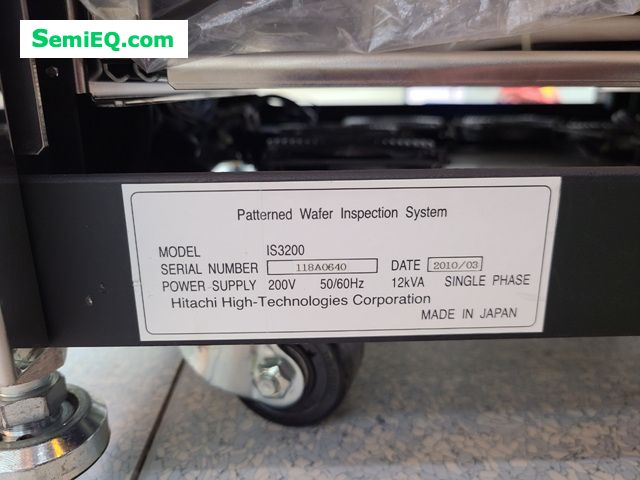 SemiEQ.com
Patterned Wafer Inspection System
MODEL IS3200
SERIAL NUMBER 118A0640 DATE 2010/03
POWER SUPPLY 200V 50/60Hz 12kVA SINGLE PHASE
Hitachi High-Technologies Corporation
MADE IN JAPAN